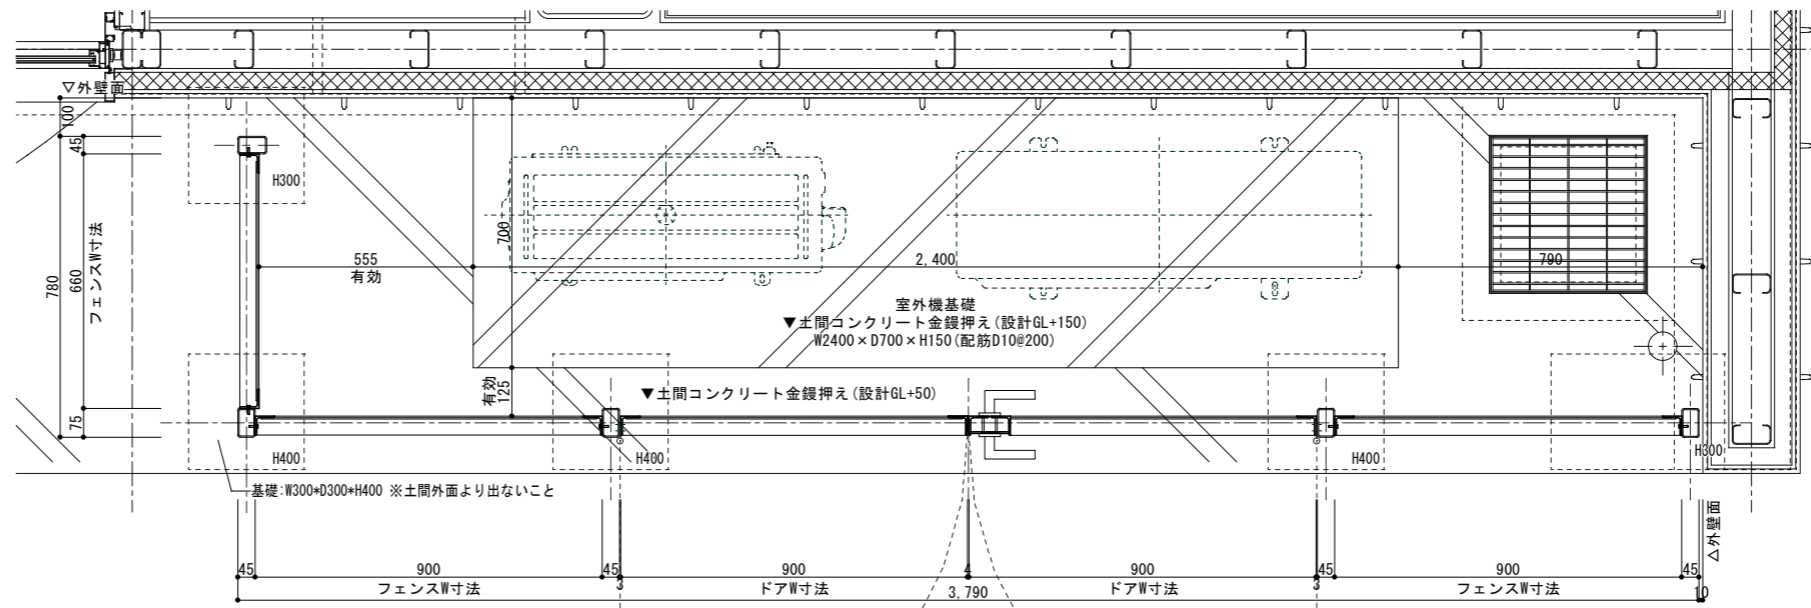 ▽外壁面
100
45
H300
フェンスW寸法
660
780
75
555
有効
700
2,400
790
室外機基礎
▼土間コンクリート金鏝押え(設計GL+150)
W2400×D700×H150(配筋D10@200)
有効
125
▼土間コンクリート金鏝押え(設計GL+50)
H400
H400
H400
H300
基礎:W300*D300*H400 ※土間外面より出ないこと
△外壁面
45
900
45
3
900
4
900
3
45
900
45
フェンスW寸法
ドアW寸法
ドアW寸法
フェンスW寸法
3,790
10